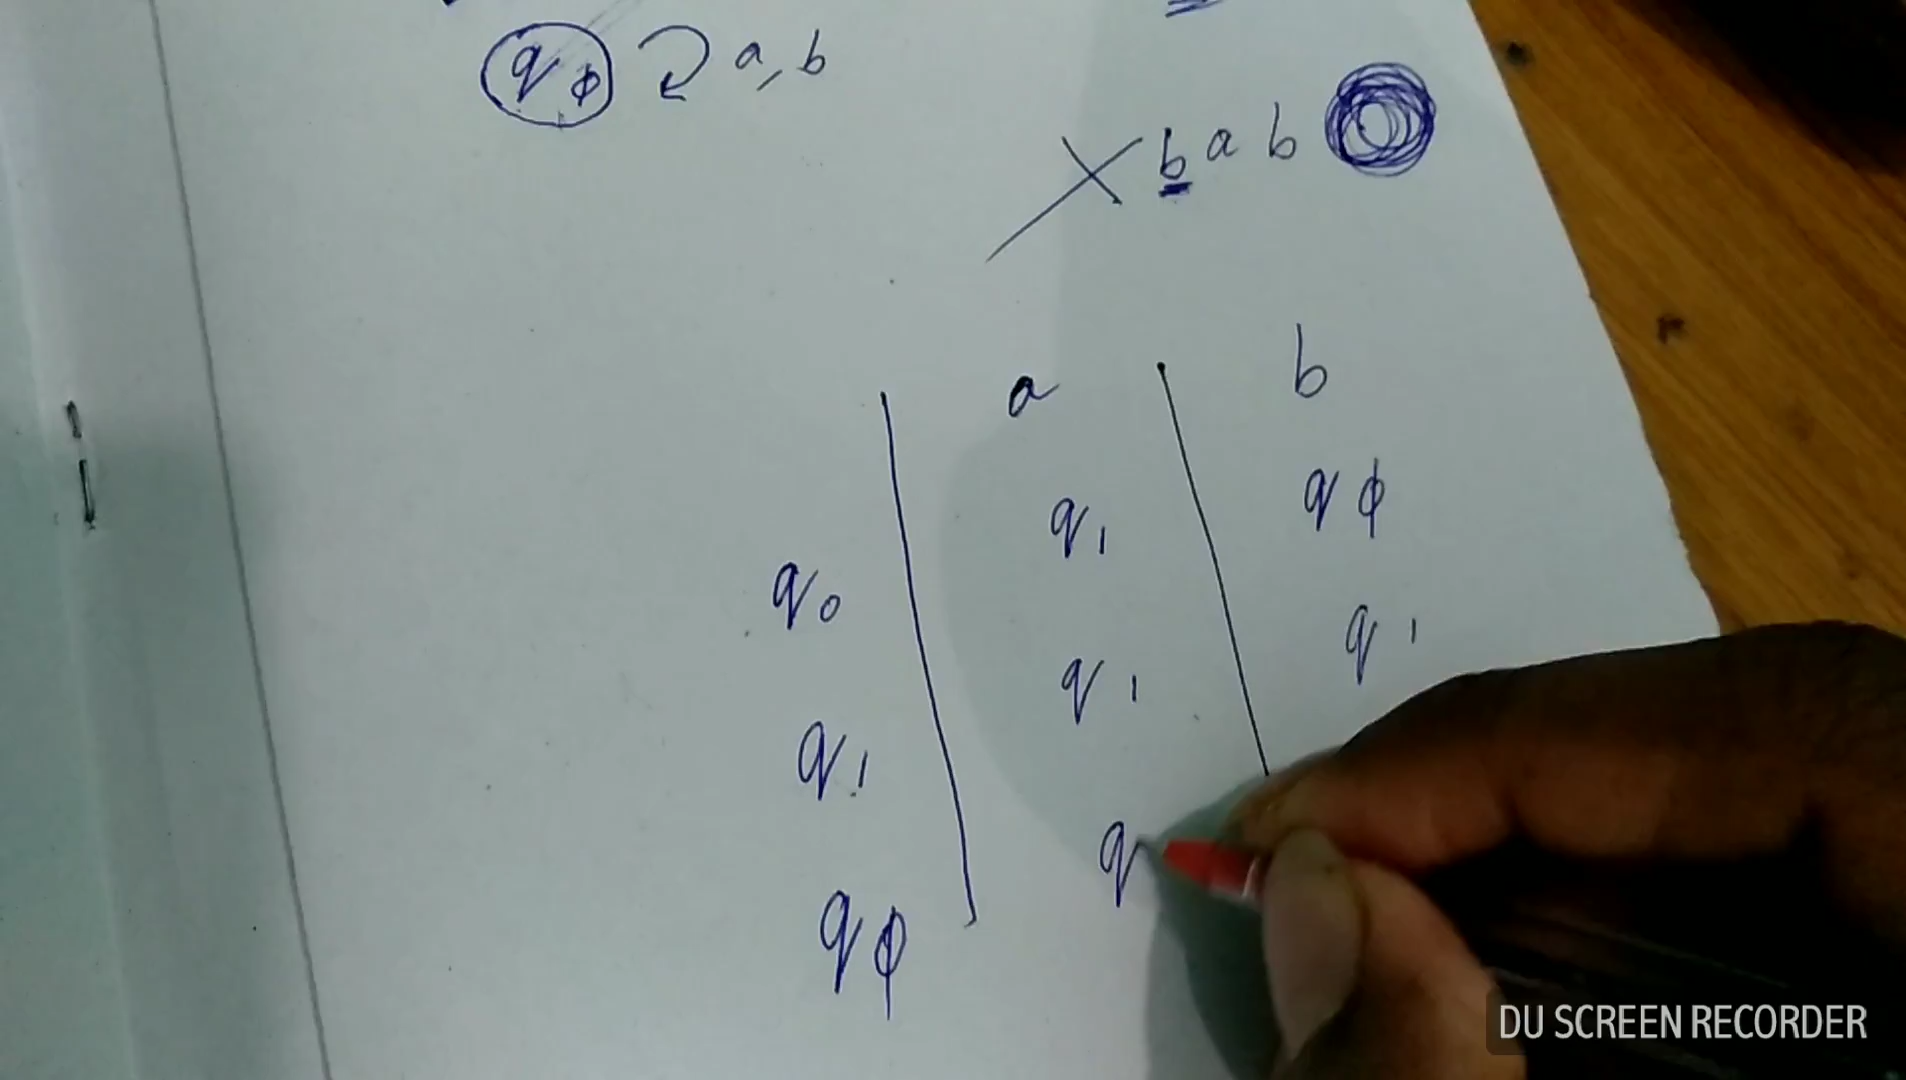 qϕ a, b
b a b
a b
q0 q1 qϕ
q1 q1 q1
qϕ q
DU SCREEN RECORDER